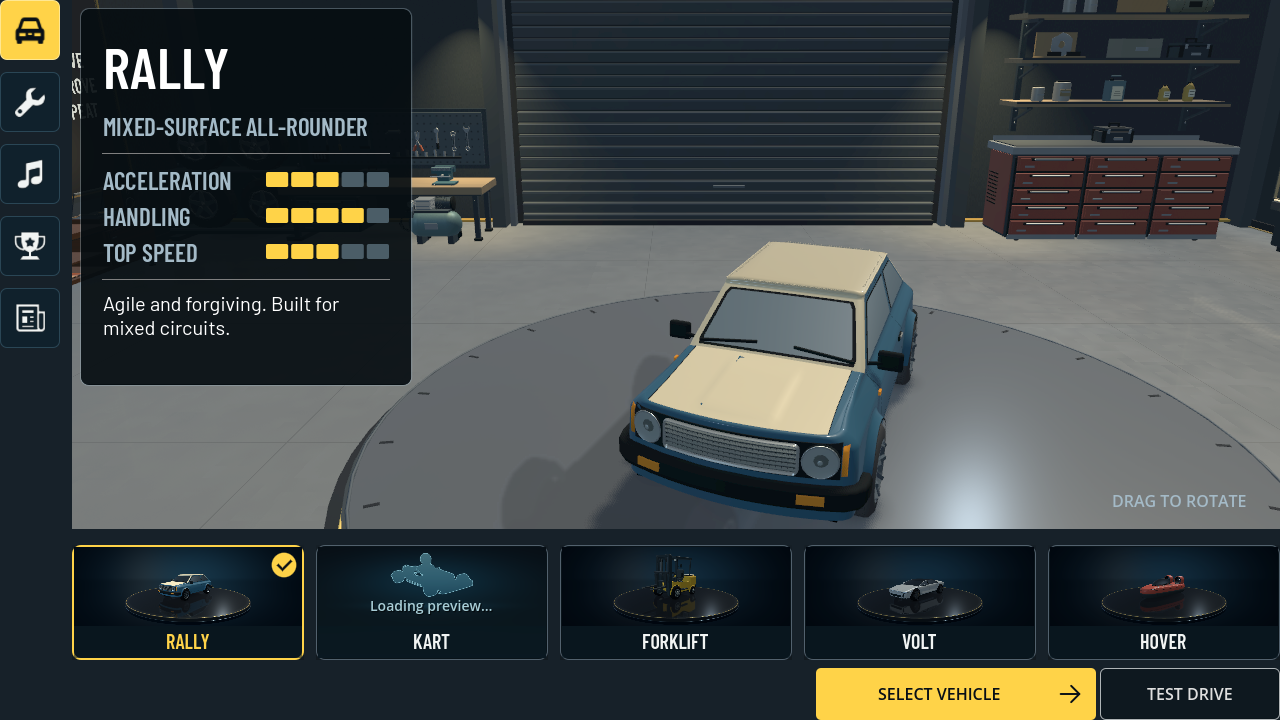 RALLY
MIXED-SURFACE ALL-ROUNDER
ACCELERATION
HANDLING
TOP SPEED
Agile and forgiving. Built for
mixed circuits.
DRAG TO ROTATE
Loading preview...
RALLY
KART
FORKLIFT
VOLT
HOVER
SELECT VEHICLE
TEST DRIVE